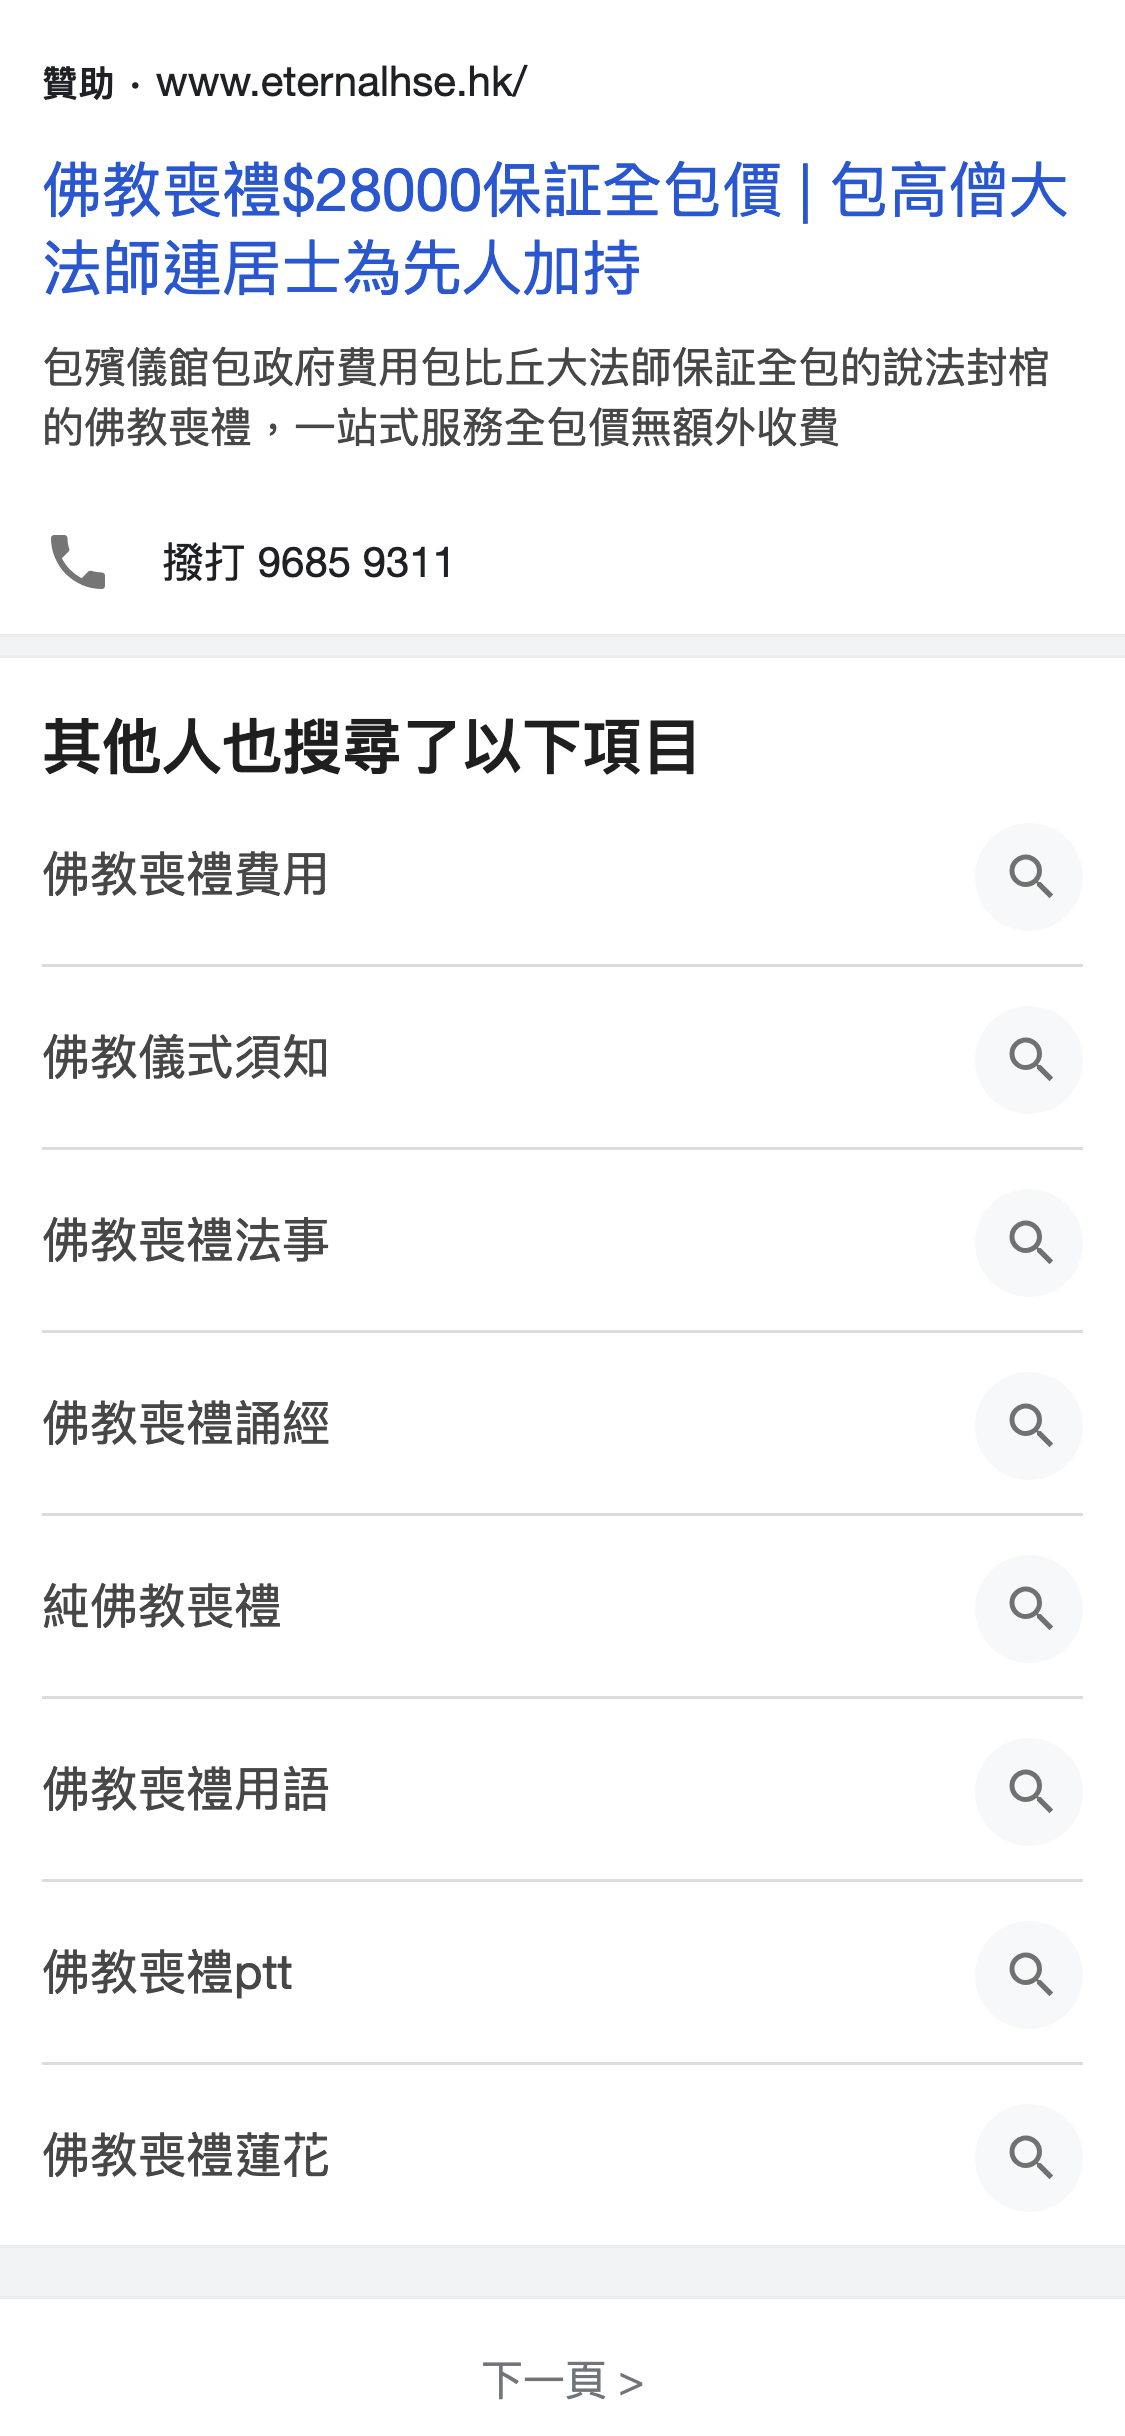 贊助 · www.eternalhse.hk/
佛教喪禮$28000保証全包價 | 包高僧大
法師連居士為先人加持
包殯儀館包政府費用包比丘大法師保証全包的說法封棺
的佛教喪禮，一站式服務全包價無額外收費
撥打 9685 9311
其他人也搜尋了以下項目
佛教喪禮費用
佛教儀式須知
佛教喪禮法事
佛教喪禮誦經
純佛教喪禮
佛教喪禮用語
佛教喪禮ptt
佛教喪禮蓮花
下一頁 >